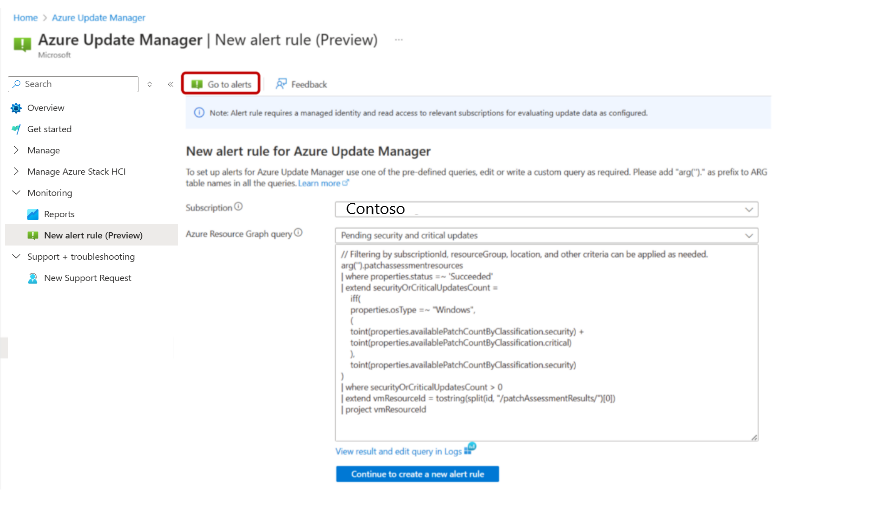 Home > Azure Update Manager
Azure Update Manager | New alert rule (Preview) ...
Microsoft
Search
Go to alerts
Feedback
Overview
Get started
Manage
Manage Azure Stack HCI
Monitoring
Reports
New alert rule (Preview)
Support + troubleshooting
New Support Request
Note: Alert rule requires a managed identity and read access to relevant subscriptions for evaluating update data as configured.
New alert rule for Azure Update Manager
To set up alerts for Azure Update Manager use one of the pre-defined queries, edit or write a custom query as required. Please add "arg("")." as prefix to ARG
table names in all the queries. Learn more
Subscription
Contoso
Azure Resource Graph query
Pending security and critical updates
// Filtering by subscriptionId, resourceGroup, location, and other criteria can be applied as needed.
arg("").patchassessmentresources
| where properties.status =~ 'Succeeded'
| extend securityOrCriticalUpdatesCount =
iff(
properties.osType =~ "Windows",
(
toint(properties.availablePatchCountByClassification.security) +
toint(properties.availablePatchCountByClassification.critical)
),
toint(properties.availablePatchCountByClassification.security)
)
| where securityOrCriticalUpdatesCount > 0
| extend vmResourceId = tostring(split(id, "/patchAssessmentResults/")[0])
| project vmResourceId
View result and edit query in Logs
Continue to create a new alert rule